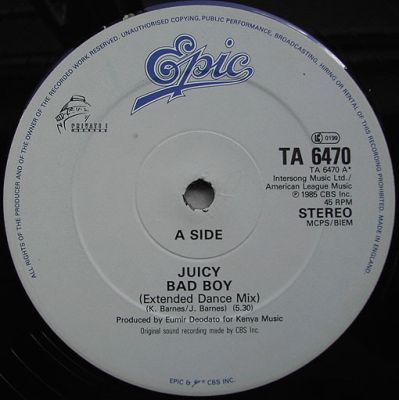 UNAUTHORISED COPYING, PUBLIC PERFORMANCE, BROADCASTING, HIRING OR RENTAL OF THIS RECORDING PROHIBITED.
ALL RIGHTS OF THE PRODUCER AND OF THE OWNER OF THE RECORDED WORK RESERVED.
Epic
PRIVATE I
RECORDS
LC 0199
TA 6470
TA 6470 A*
Intersong Music Ltd./
American League Music
℗ 1985 CBS Inc.
45 RPM
STEREO
MCPS/BIEM
A SIDE
JUICY
BAD BOY
(Extended Dance Mix)
(K. Barnes/J. Barnes) (5.30)
Produced by Eumir Deodato for Kenya Music
Original sound recording made by CBS Inc.
MADE IN ENGLAND.
EPIC & ® CBS INC.